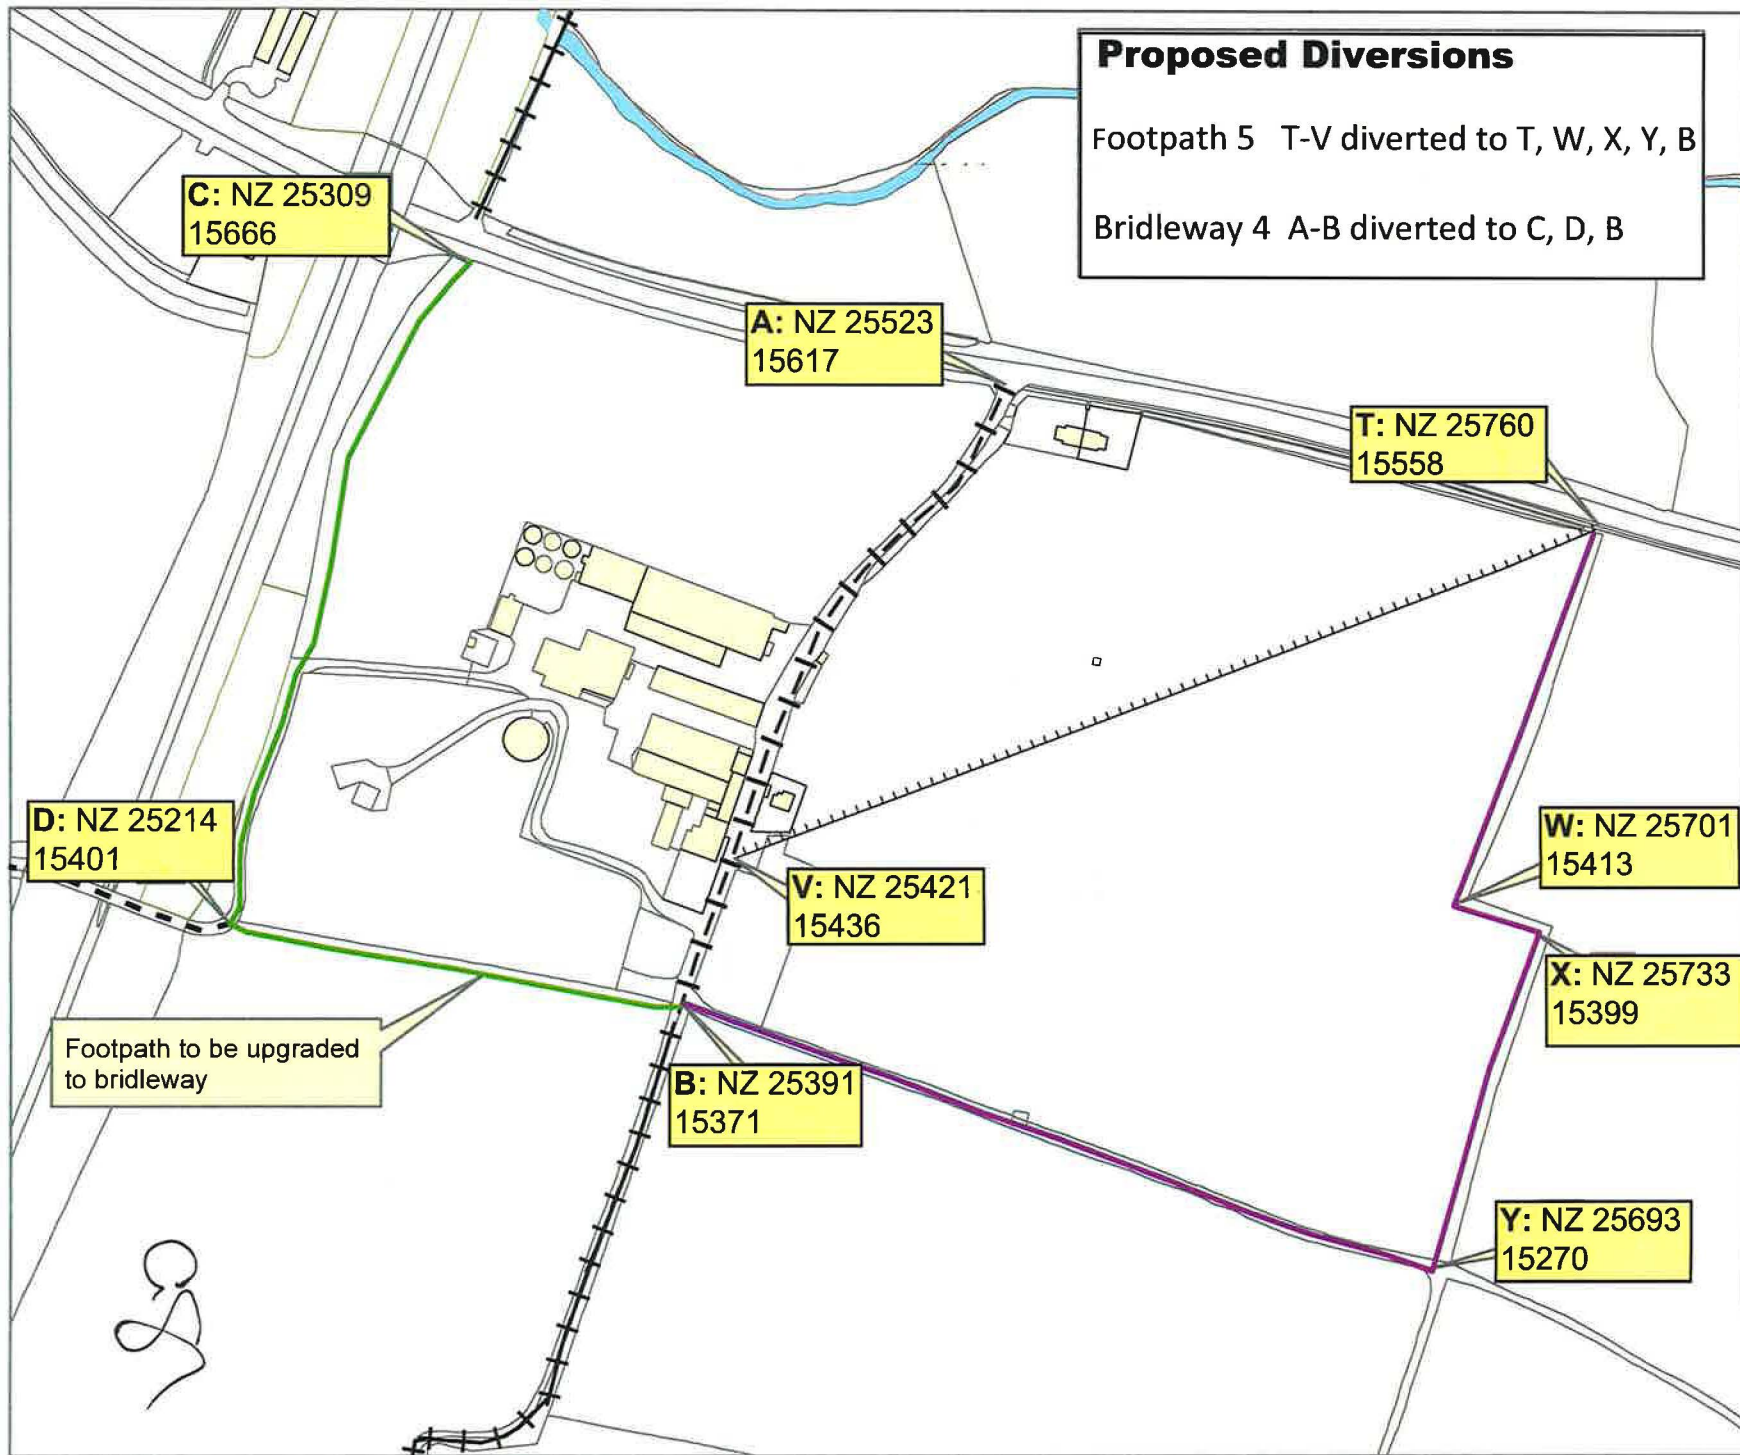 Proposed Diversions
Footpath 5 T-V diverted to T, W, X, Y, B
Bridleway 4 A-B diverted to C, D, B
C: NZ 25309
15666
A: NZ 25523
15617
T: NZ 25760
15558
D: NZ 25214
15401
V: NZ 25421
15436
W: NZ 25701
15413
X: NZ 25733
15399
Footpath to be upgraded
to bridleway
B: NZ 25391
15371
Y: NZ 25693
15270